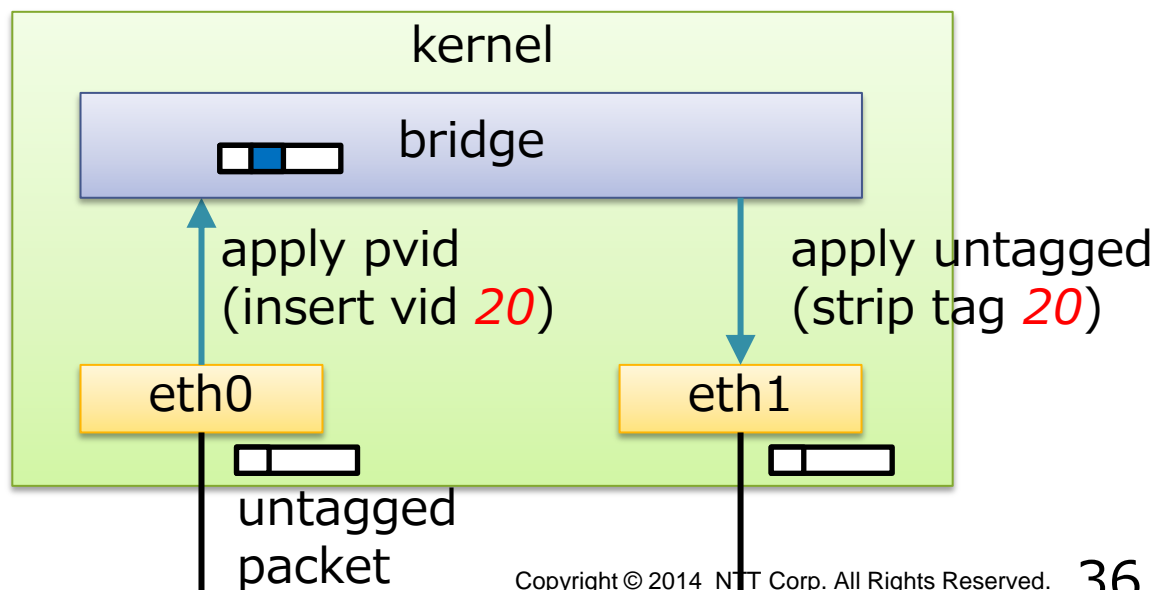 kernel
bridge
apply pvid
(insert vid 20)
apply untagged
(strip tag 20)
eth0
eth1
untagged
packet
Copyright © 2014 NTT Corp. All Rights Reserved.
36